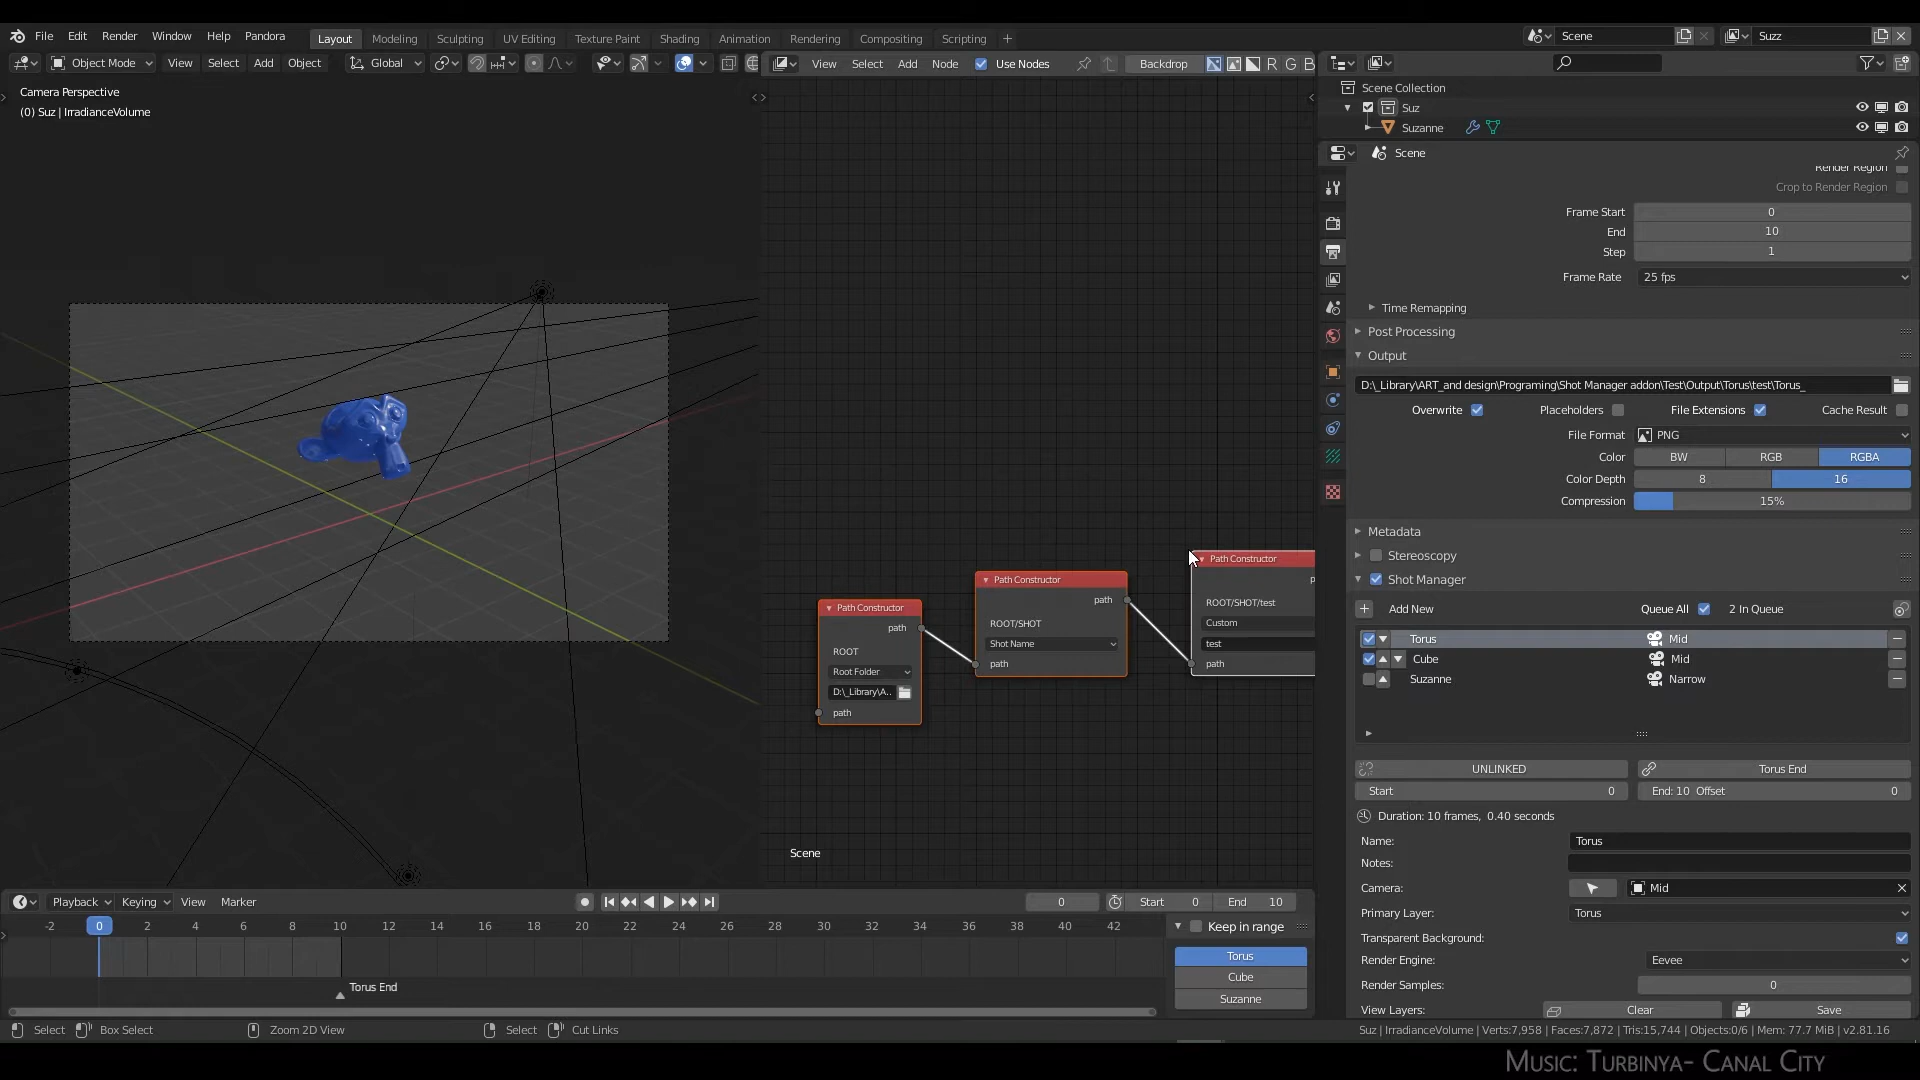 File Edit Render Window Help Pandora Layout Modeling Sculpting UV Editing Texture Paint Shading Animation Rendering Compositing Scripting + Scene Suzz
Object Mode View Select Add Object Global View Select Add Node Use Nodes Backdrop R G B
Camera Perspective
(0) Suz | IrradianceVolume
Scene Collection
Suz
Suzanne
Scene
Render Region
Crop to Render Region
Frame Start 0
End 10
Step 1
Frame Rate 25 fps
Time Remapping
Post Processing
Output
D:\_Library\ART_and design\Programing\Shot Manager addon\Test\Output\Torus\test\Torus_
Overwrite Placeholders File Extensions Cache Result
File Format PNG
Color BW RGB RGBA
Color Depth 8 16
Compression 15%
Metadata
Stereoscopy
Shot Manager
Add New Queue All 2 In Queue
Torus Mid
Cube Mid
Suzanne Narrow
UNLINKED Torus End
Start 0 End: 10 Offset 0
Duration: 10 frames, 0.40 seconds
Name: Torus
Notes:
Camera: Mid
Primary Layer: Torus
Transparent Background:
Render Engine: Eevee
Render Samples: 0
View Layers: Clear Save
Path Constructor
path
ROOT
Root Folder
D:\_Library\A..
path
Path Constructor
path
ROOT/SHOT
Shot Name
path
Path Constructor
p
ROOT/SHOT/test
Custom
test
path
Scene
Playback Keying View Marker 0 Start 0 End 10
-2 0 2 4 6 8 10 12 14 16 18 20 22 24 26 28 30 32 34 36 38 40 42
Torus End
Keep in range
Torus
Cube
Suzanne
Select Box Select Zoom 2D View Select Cut Links Suz | IrradianceVolume | Verts:7,958 | Faces:7,872 | Tris:15,744 | Objects:0/6 | Mem: 77.7 MiB | v2.81.16
Music: Turbinya- Canal City